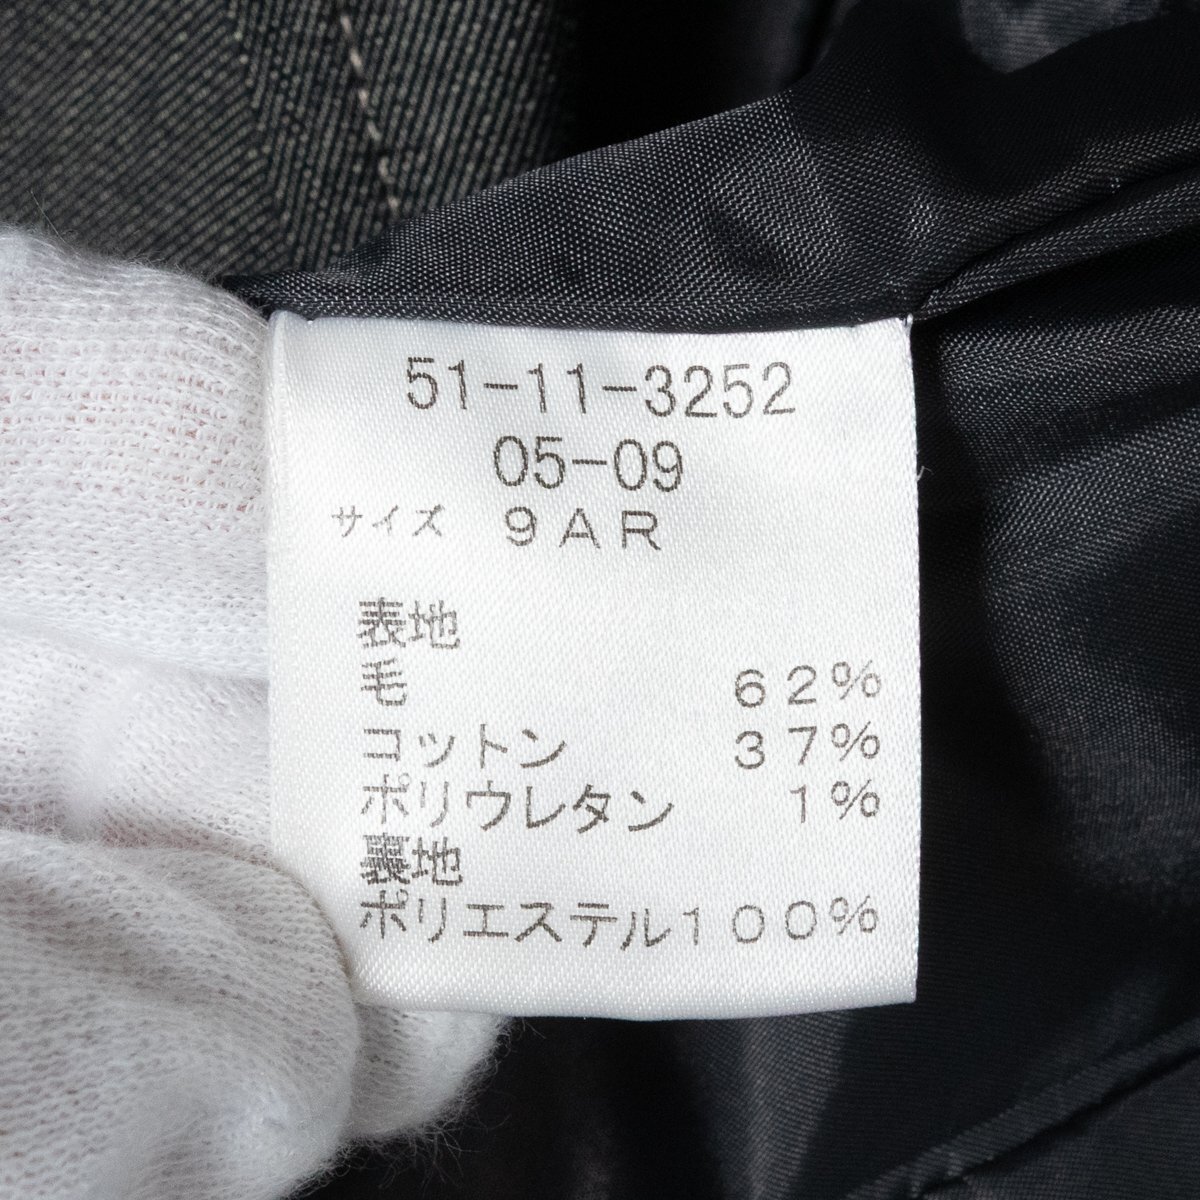 51-11-3252
05-09
サイズ 9AR
表地
毛 62%
コットン 37%
ポリウレタン 1%
裏地
ポリエステル100%